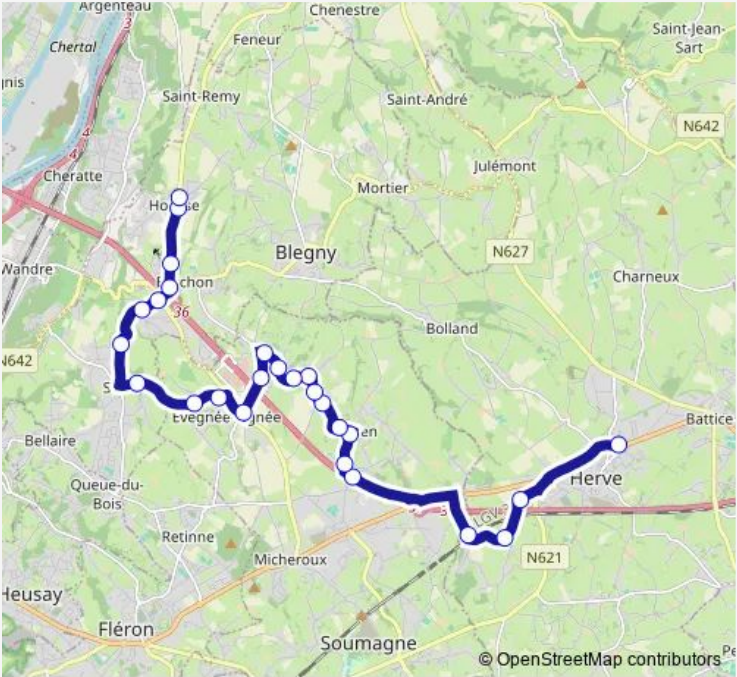 Argenteau
Chenestre
Chertal
Feneur
Saint-Jean-
Sart
Saint-Remy
Saint-André
N642
Cheratte
Julémont
Mortier
N627
Blegny
Wandre
Charneux
36
Bolland
N642
Battice
Bellaire
Herve
Queue-du-
Bois
LGV
Retinne
Micheroux
N621
Heusay
Fléron
Soumagne
© OpenStreetMap contributors